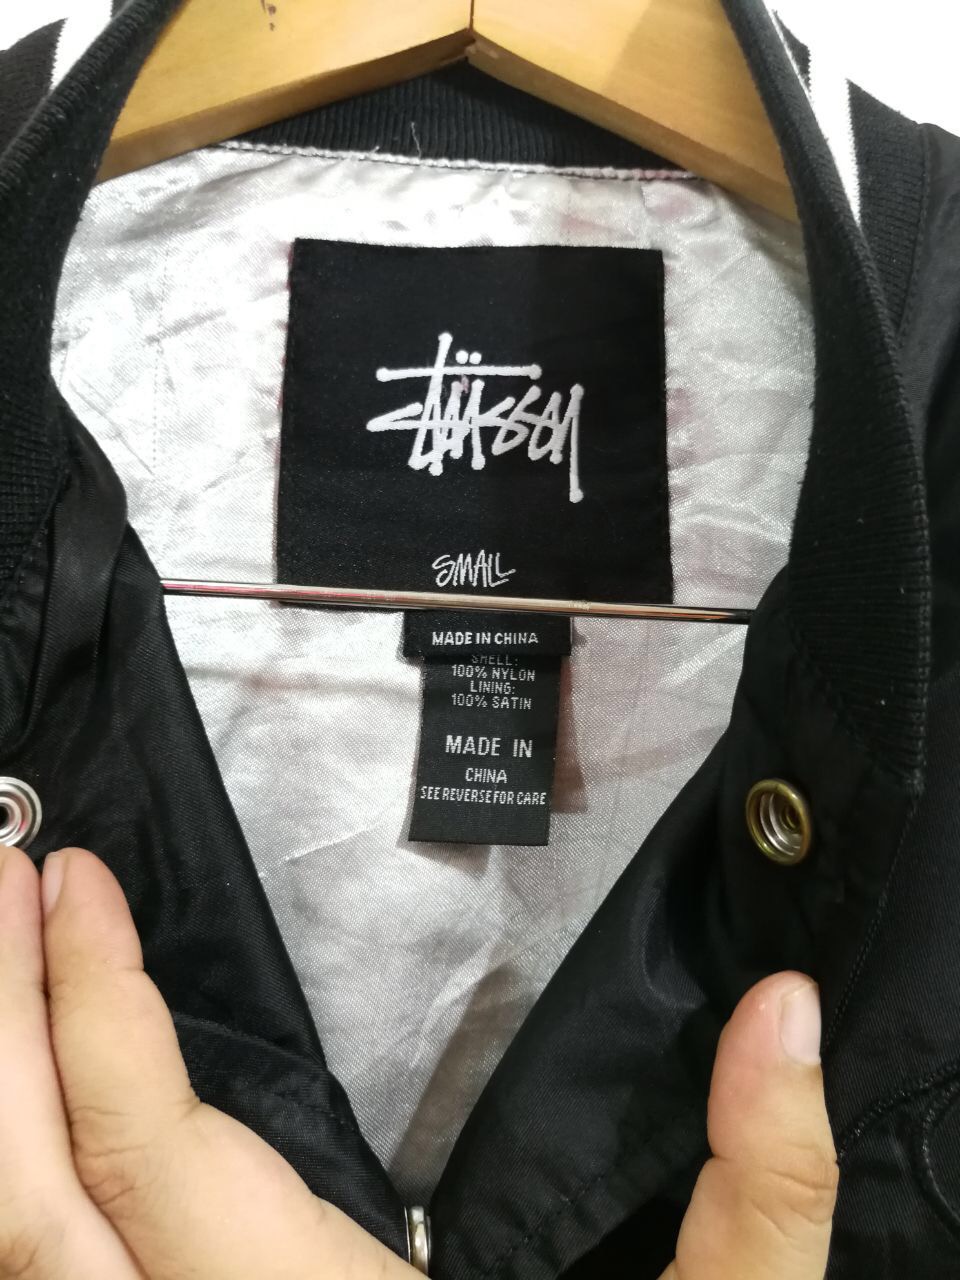 Stüssy
SMALL
MADE IN CHINA
SHELL:
100% NYLON
LINING:
100% SATIN
MADE IN
CHINA
SEE REVERSE FOR CARE